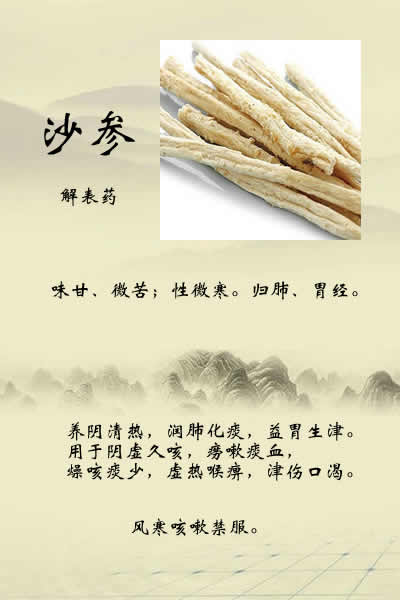 沙参
解表药
味甘、微苦；性微寒。归肺、胃经。
养阴清热，润肺化痰，益胃生津。
用于阴虚久咳，痨嗽痰血，
燥咳痰少，虚热喉痹，津伤口渴。
风寒咳嗽禁服。